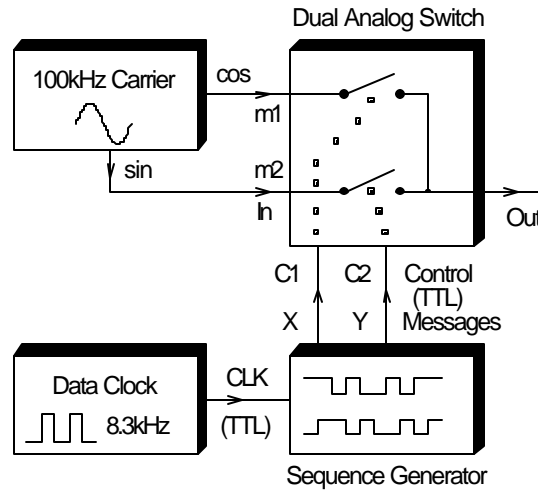 Dual Analog Switch
100kHz Carrier
cos
m1
sin
m2
In
Out
C1
C2
Control
(TTL)
X
Y
Messages
Data Clock
8.3kHz
CLK
(TTL)
Sequence Generator